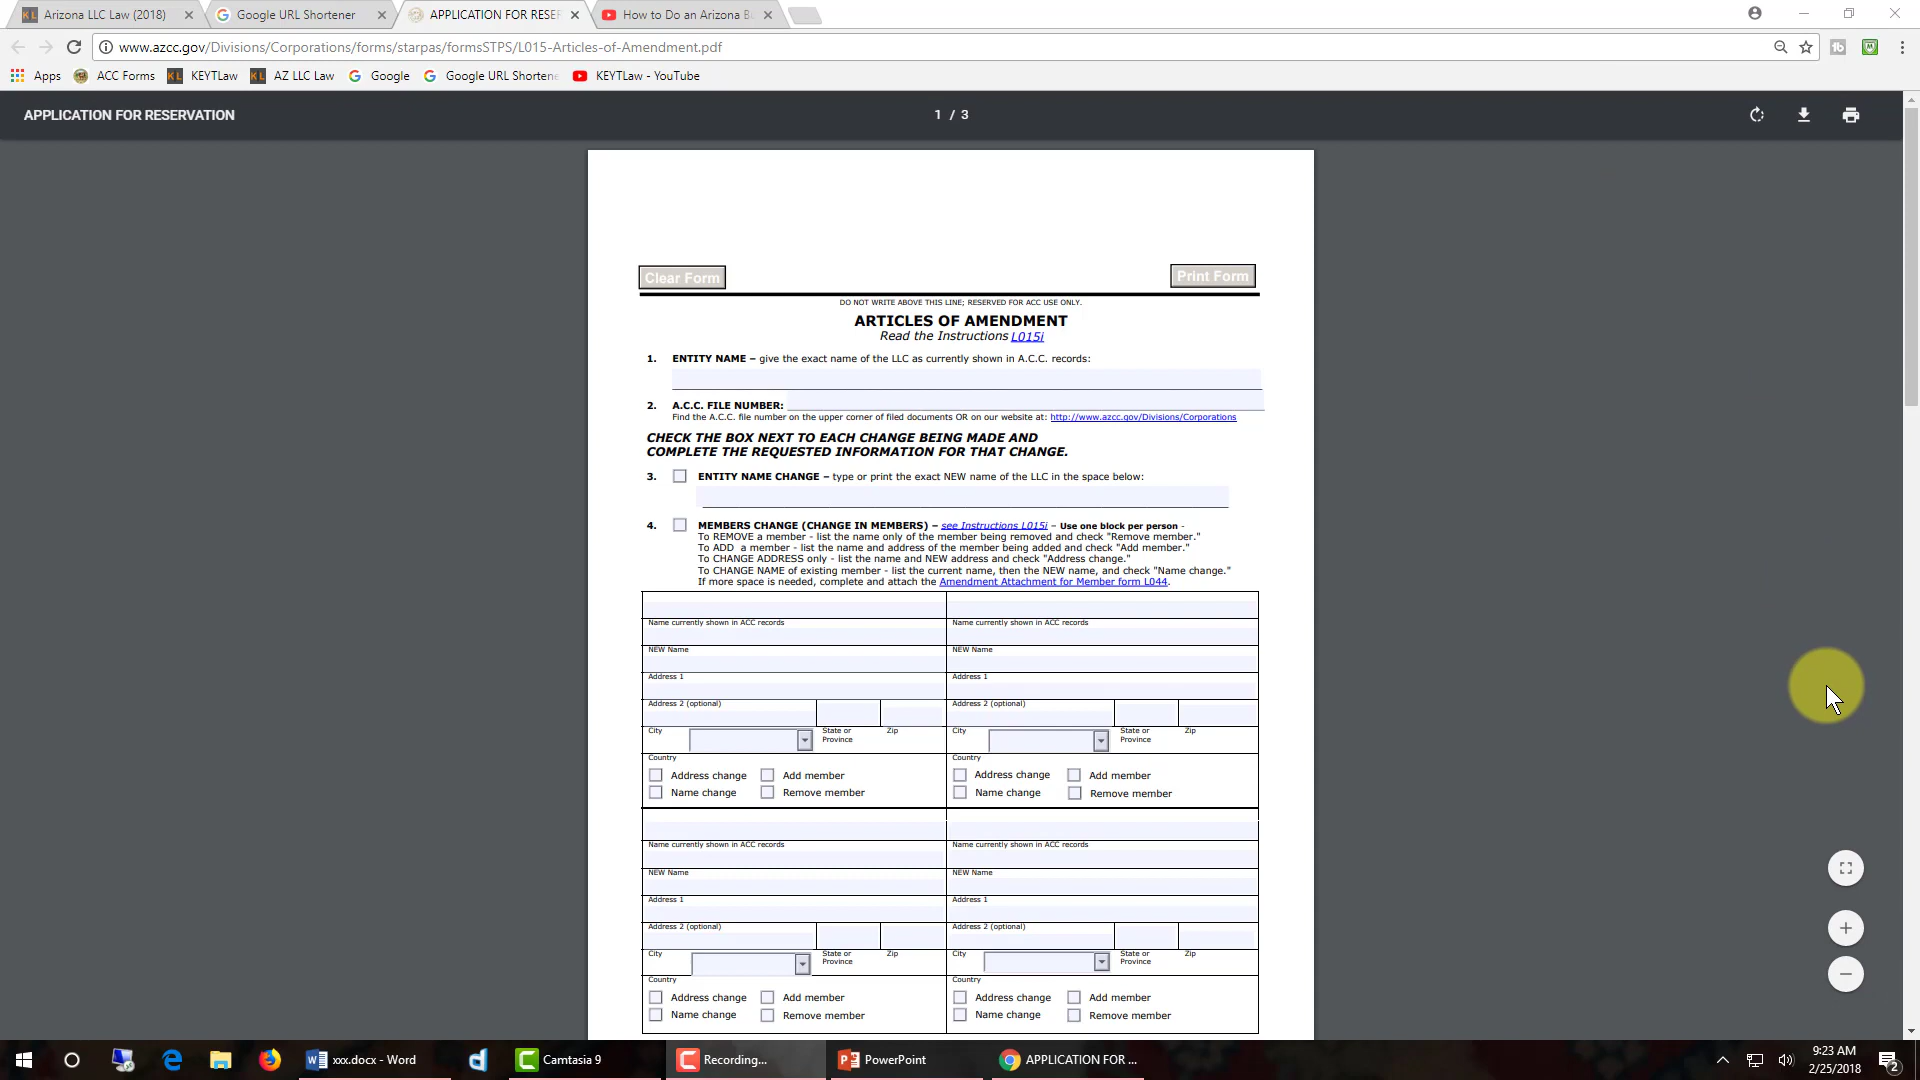 Arizona LLC Law (2018)
Google URL Shortener
APPLICATION FOR RESER
How to Do an Arizona B
www.azcc.gov/Divisions/Corporations/forms/starpas/formsSTPS/L015-Articles-of-Amendment.pdf
Apps
ACC Forms
KEYTLaw
AZ LLC Law
Google
Google URL Shortene
KEYTLaw - YouTube
APPLICATION FOR RESERVATION
1 / 3
Clear Form
Print Form
DO NOT WRITE ABOVE THIS LINE; RESERVED FOR ACC USE ONLY.
ARTICLES OF AMENDMENT
Read the Instructions L015i
1. ENTITY NAME – give the exact name of the LLC as currently shown in A.C.C. records:
2. A.C.C. FILE NUMBER:
Find the A.C.C. file number on the upper corner of filed documents OR on our website at: http://www.azcc.gov/Divisions/Corporations
CHECK THE BOX NEXT TO EACH CHANGE BEING MADE AND
COMPLETE THE REQUESTED INFORMATION FOR THAT CHANGE.
3. ENTITY NAME CHANGE – type or print the exact NEW name of the LLC in the space below:
4. MEMBERS CHANGE (CHANGE IN MEMBERS) – see Instructions L015i – Use one block per person -
To REMOVE a member - list the name only of the member being removed and check "Remove member."
To ADD a member - list the name and address of the member being added and check "Add member."
To CHANGE ADDRESS only - list the name and NEW address and check "Address change."
To CHANGE NAME of existing member - list the current name, then the NEW name, and check "Name change."
If more space is needed, complete and attach the Amendment Attachment for Member form L044.
Name currently shown in ACC records
Name currently shown in ACC records
NEW Name
NEW Name
Address 1
Address 1
Address 2 (optional)
Address 2 (optional)
City
State or
Province
Zip
City
State or
Province
Zip
Country
Country
Address change
Add member
Address change
Add member
Name change
Remove member
Name change
Remove member
Name currently shown in ACC records
Name currently shown in ACC records
NEW Name
NEW Name
Address 1
Address 1
Address 2 (optional)
Address 2 (optional)
City
State or
Province
Zip
City
State or
Province
Zip
Country
Country
Address change
Add member
Address change
Add member
Name change
Remove member
Name change
Remove member
xxx.docx - Word
Camtasia 9
Recording...
PowerPoint
APPLICATION FOR ...
9:23 AM
2/25/2018
2